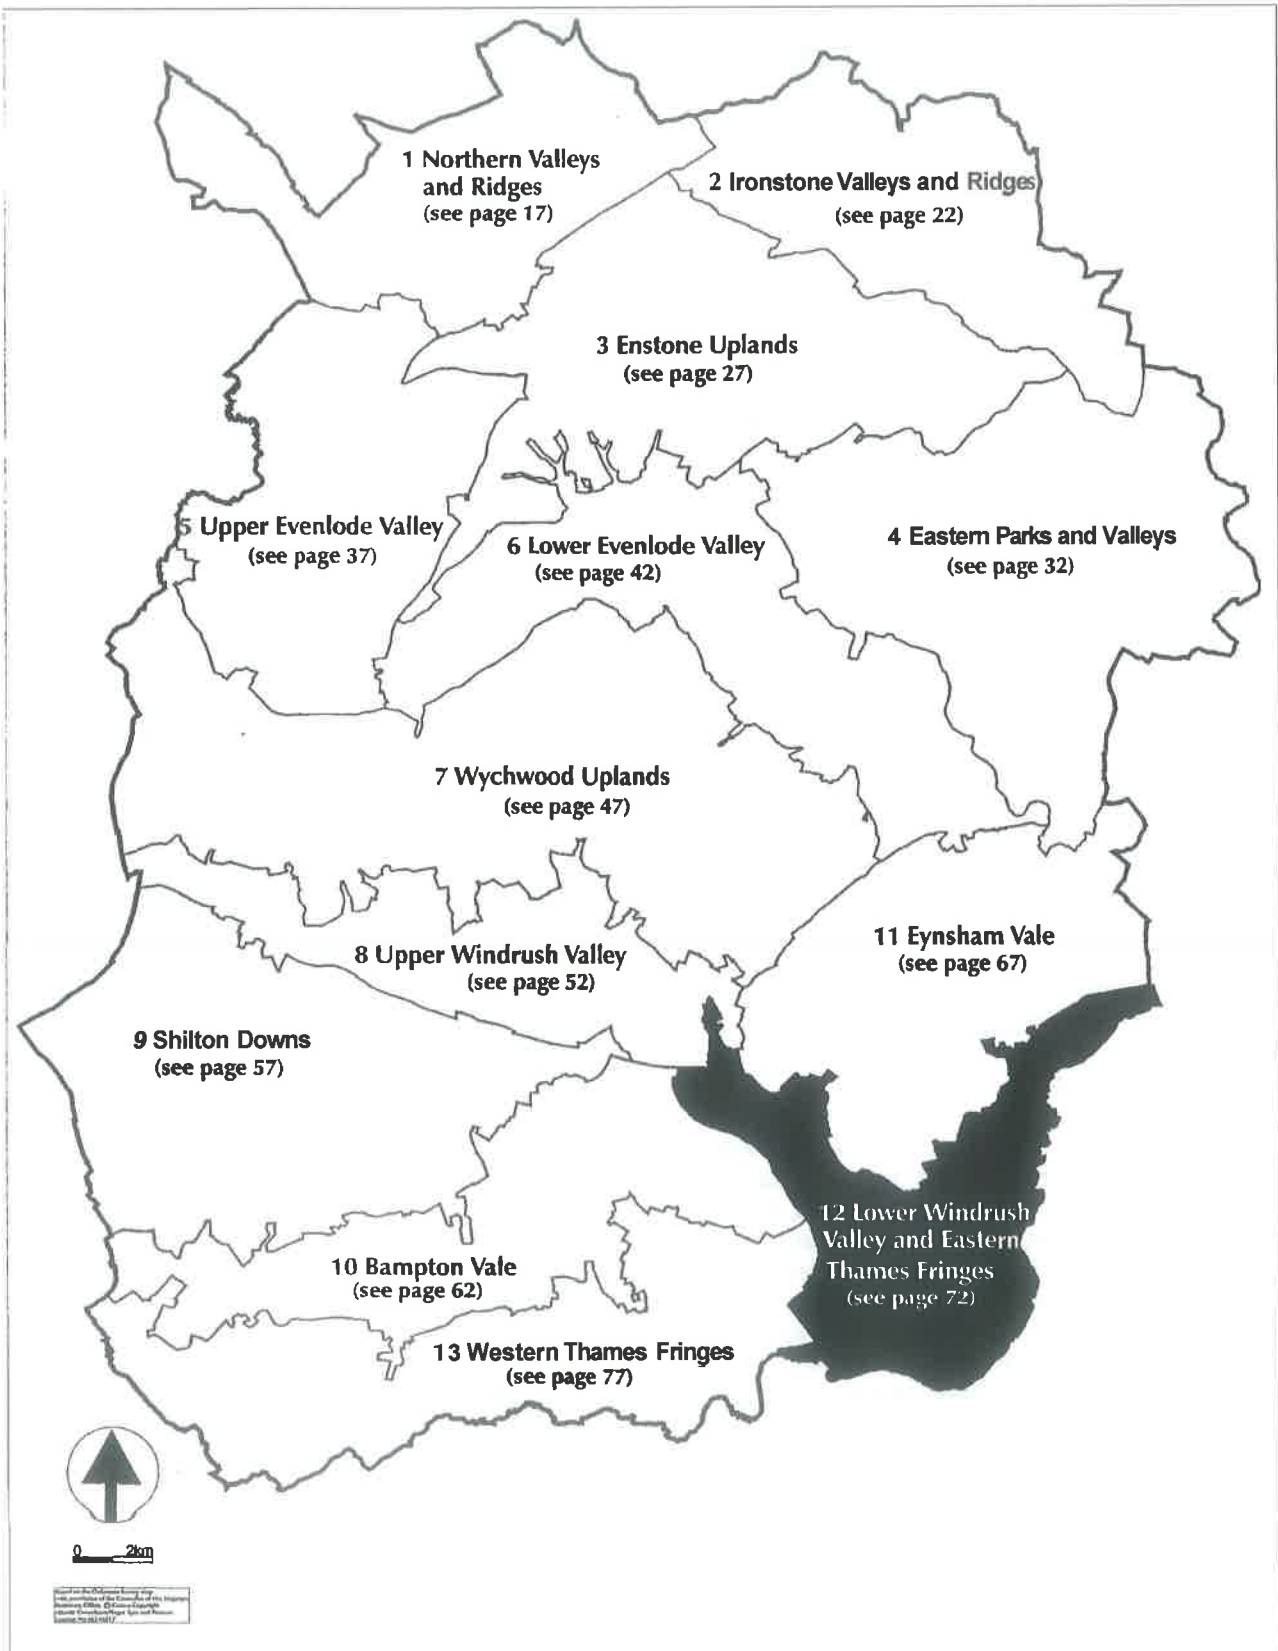 1 Northern Valleys
and Ridges
(see page 17)
2 Ironstone Valleys and Ridges
(see page 22)
3 Enstone Uplands
(see page 27)
5 Upper Evenlode Valley
(see page 37)
6 Lower Evenlode Valley
(see page 42)
4 Eastern Parks and Valleys
(see page 32)
7 Wychwood Uplands
(see page 47)
8 Upper Windrush Valley
(see page 52)
11 Eynsham Vale
(see page 67)
9 Shilton Downs
(see page 57)
12 Lower Windrush
Valley and Eastern
Thames Fringes
(see page 72)
10 Bampton Vale
(see page 62)
13 Western Thames Fringes
(see page 77)
0 2km